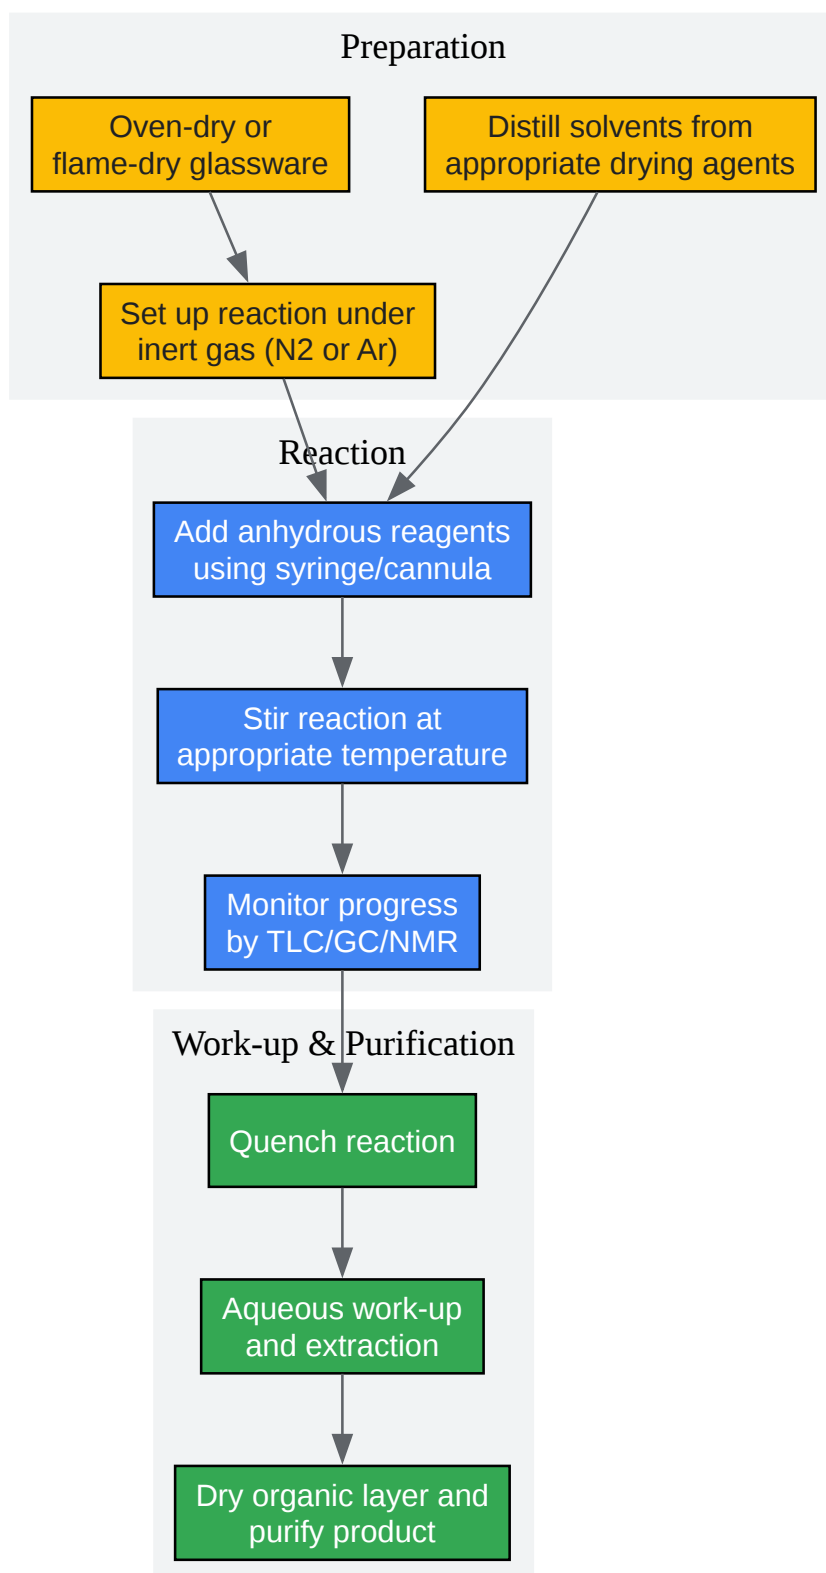 Preparation
Oven-dry or
flame-dry glassware
Distill solvents from
appropriate drying agents
Set up reaction under
inert gas (N2 or Ar)
Reaction
Add anhydrous reagents
using syringe/cannula
Stir reaction at
appropriate temperature
Monitor progress
by TLC/GC/NMR
Work-up & Purification
Quench reaction
Aqueous work-up
and extraction
Dry organic layer and
purify product